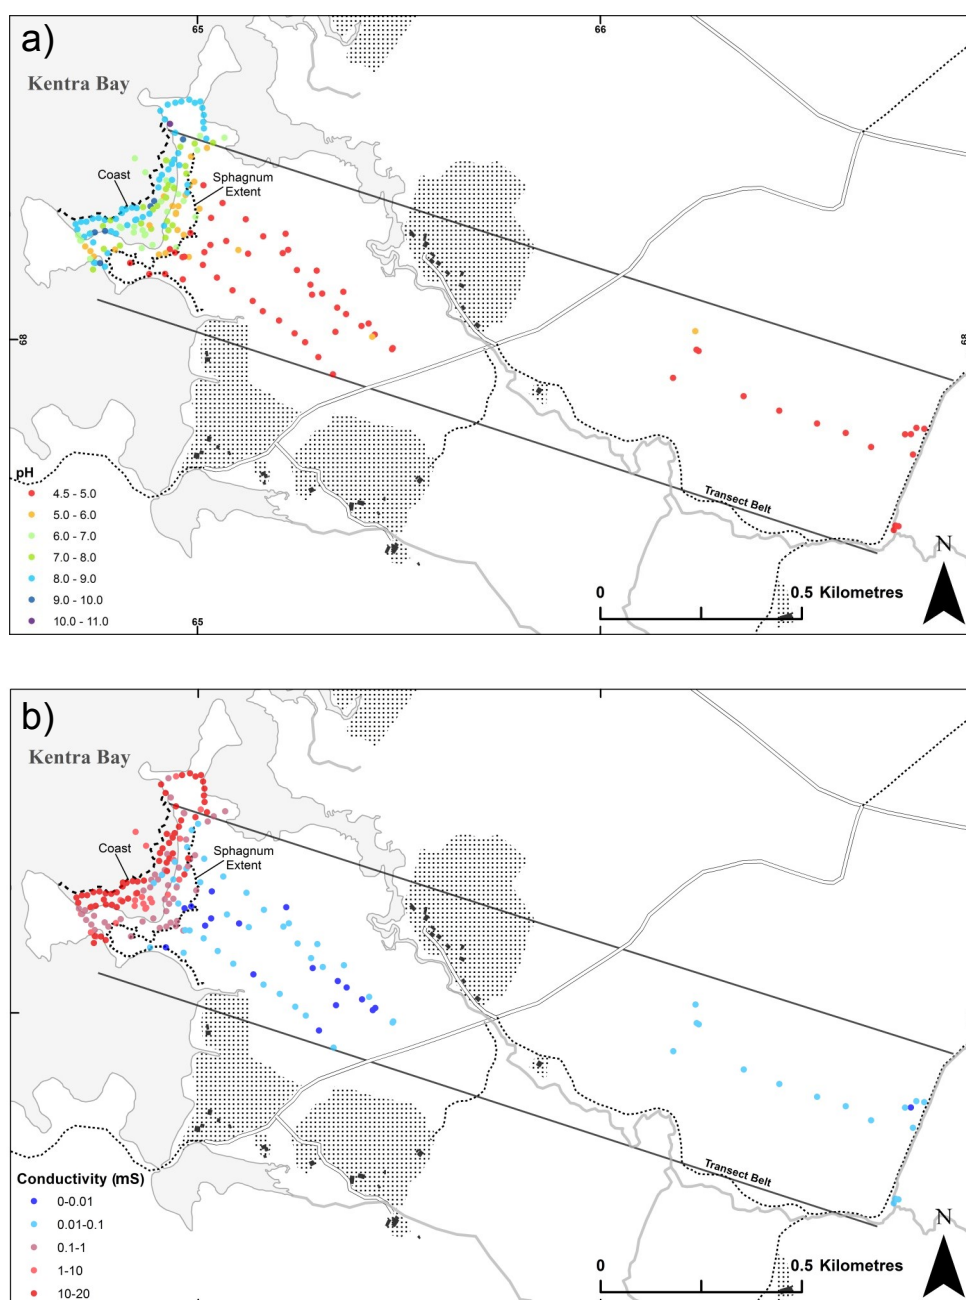 a)
65
66
Kentra Bay
Coast
Sphagnum
Extent
68
68
pH
4.5 - 5.0
5.0 - 6.0
6.0 - 7.0
7.0 - 8.0
8.0 - 9.0
9.0 - 10.0
10.0 - 11.0
Transect Belt
N
0
0.5 Kilometres
65
b)
Kentra Bay
Coast
Sphagnum
Extent
Transect Belt
Conductivity (mS)
0-0.01
0.01-0.1
0.1-1
1-10
10-20
N
0
0.5 Kilometres